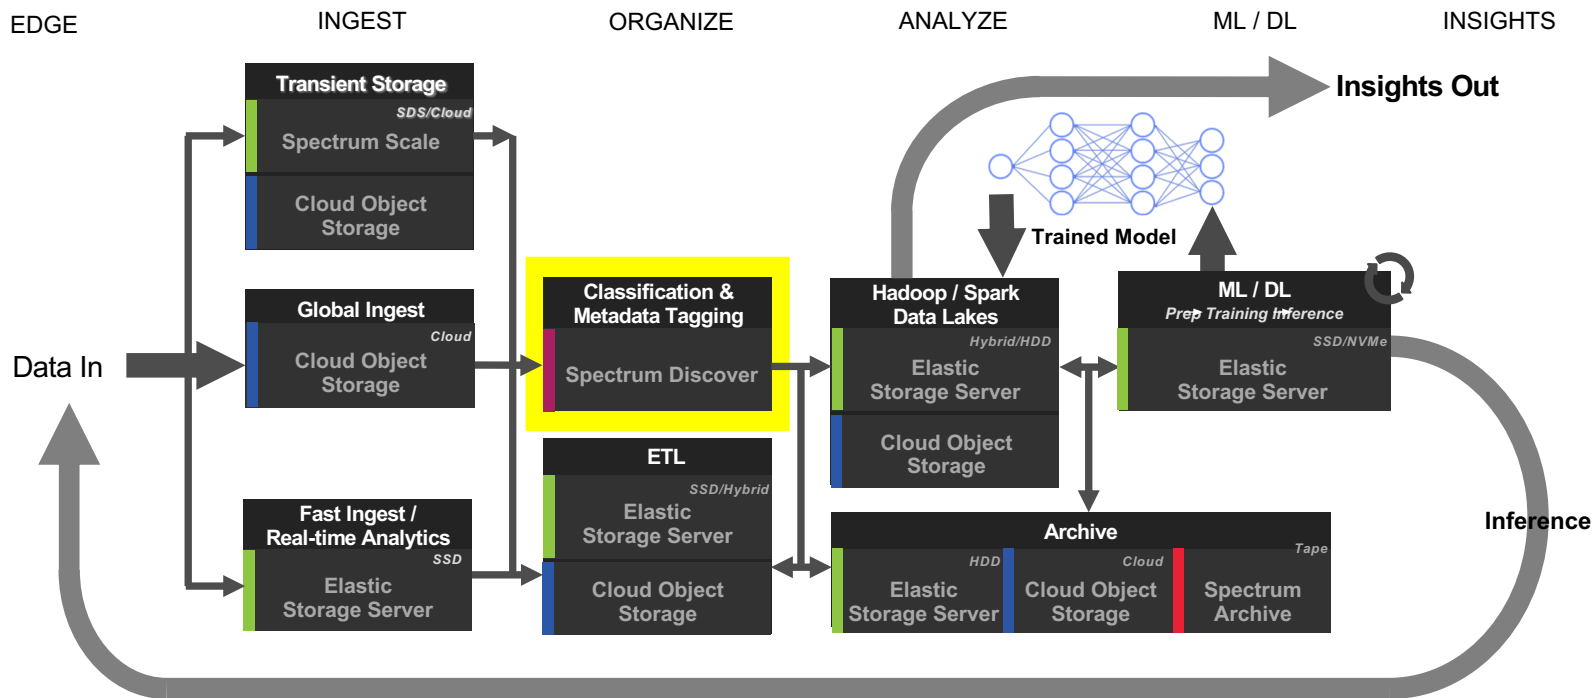 EDGE
INGEST
ORGANIZE
ANALYZE
ML / DL
INSIGHTS
Transient Storage
SDS/Cloud
Spectrum Scale
Cloud Object
Storage
Global Ingest
Cloud
Cloud Object
Storage
Data In
Fast Ingest /
Real-time Analytics
SSD
Elastic
Storage Server
Classification &
Metadata Tagging
Spectrum Discover
ETL
SSD/Hybrid
Elastic
Storage Server
Cloud Object
Storage
Insights Out
Trained Model
Hadoop / Spark
Data Lakes
Hybrid/HDD
Elastic
Storage Server
Cloud Object
Storage
ML / DL
Prep Training Inference
SSD/NVMe
Elastic
Storage Server
Archive
HDD
Elastic
Storage Server
Cloud
Cloud Object
Storage
Tape
Spectrum
Archive
Inference